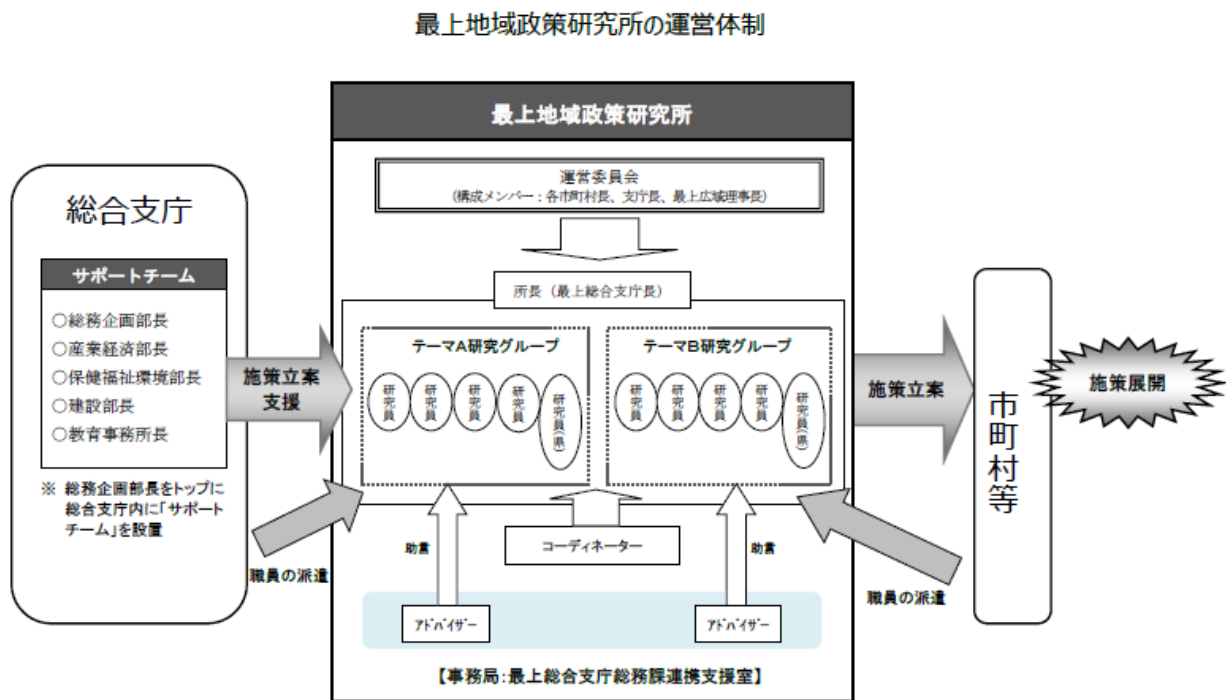 最上地域政策研究所の運営体制
最上地域政策研究所
運営委員会
(構成メンバー：各市町村長、支庁長、最上広域理事長)
所長（最上総合支庁長）
総合支庁
サポートチーム
○総務企画部長
○産業経済部長
○保健福祉環境部長
○建設部長
○教育事務所長
※ 総務企画部長をトップに
総合支庁内に「サポート
チーム」を設置
施策立案
支援
職員の派遣
テーマA研究グループ
研究員
研究員
研究員
研究員
研究員(県)
テーマB研究グループ
研究員
研究員
研究員
研究員
研究員(県)
助言
コーディネーター
助言
ｱﾄﾞﾊﾞｲｻﾞｰ
ｱﾄﾞﾊﾞｲｻﾞｰ
【事務局：最上総合支庁総務課連携支援室】
施策立案
職員の派遣
市町村等
施策展開